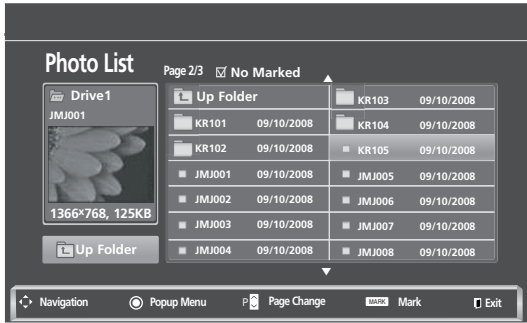 Photo List
Page 2/3 ☑ No Marked
Drive1
JMJ001
1366x768, 125KB
Up Folder
Up Folder
KR101 09/10/2008
KR102 09/10/2008
JMJ001 09/10/2008
JMJ002 09/10/2008
JMJ003 09/10/2008
JMJ004 09/10/2008
KR103 09/10/2008
KR104 09/10/2008
KR105 09/10/2008
JMJ005 09/10/2008
JMJ006 09/10/2008
JMJ007 09/10/2008
JMJ008 09/10/2008
Navigation Popup Menu P Page Change MARK Mark Exit